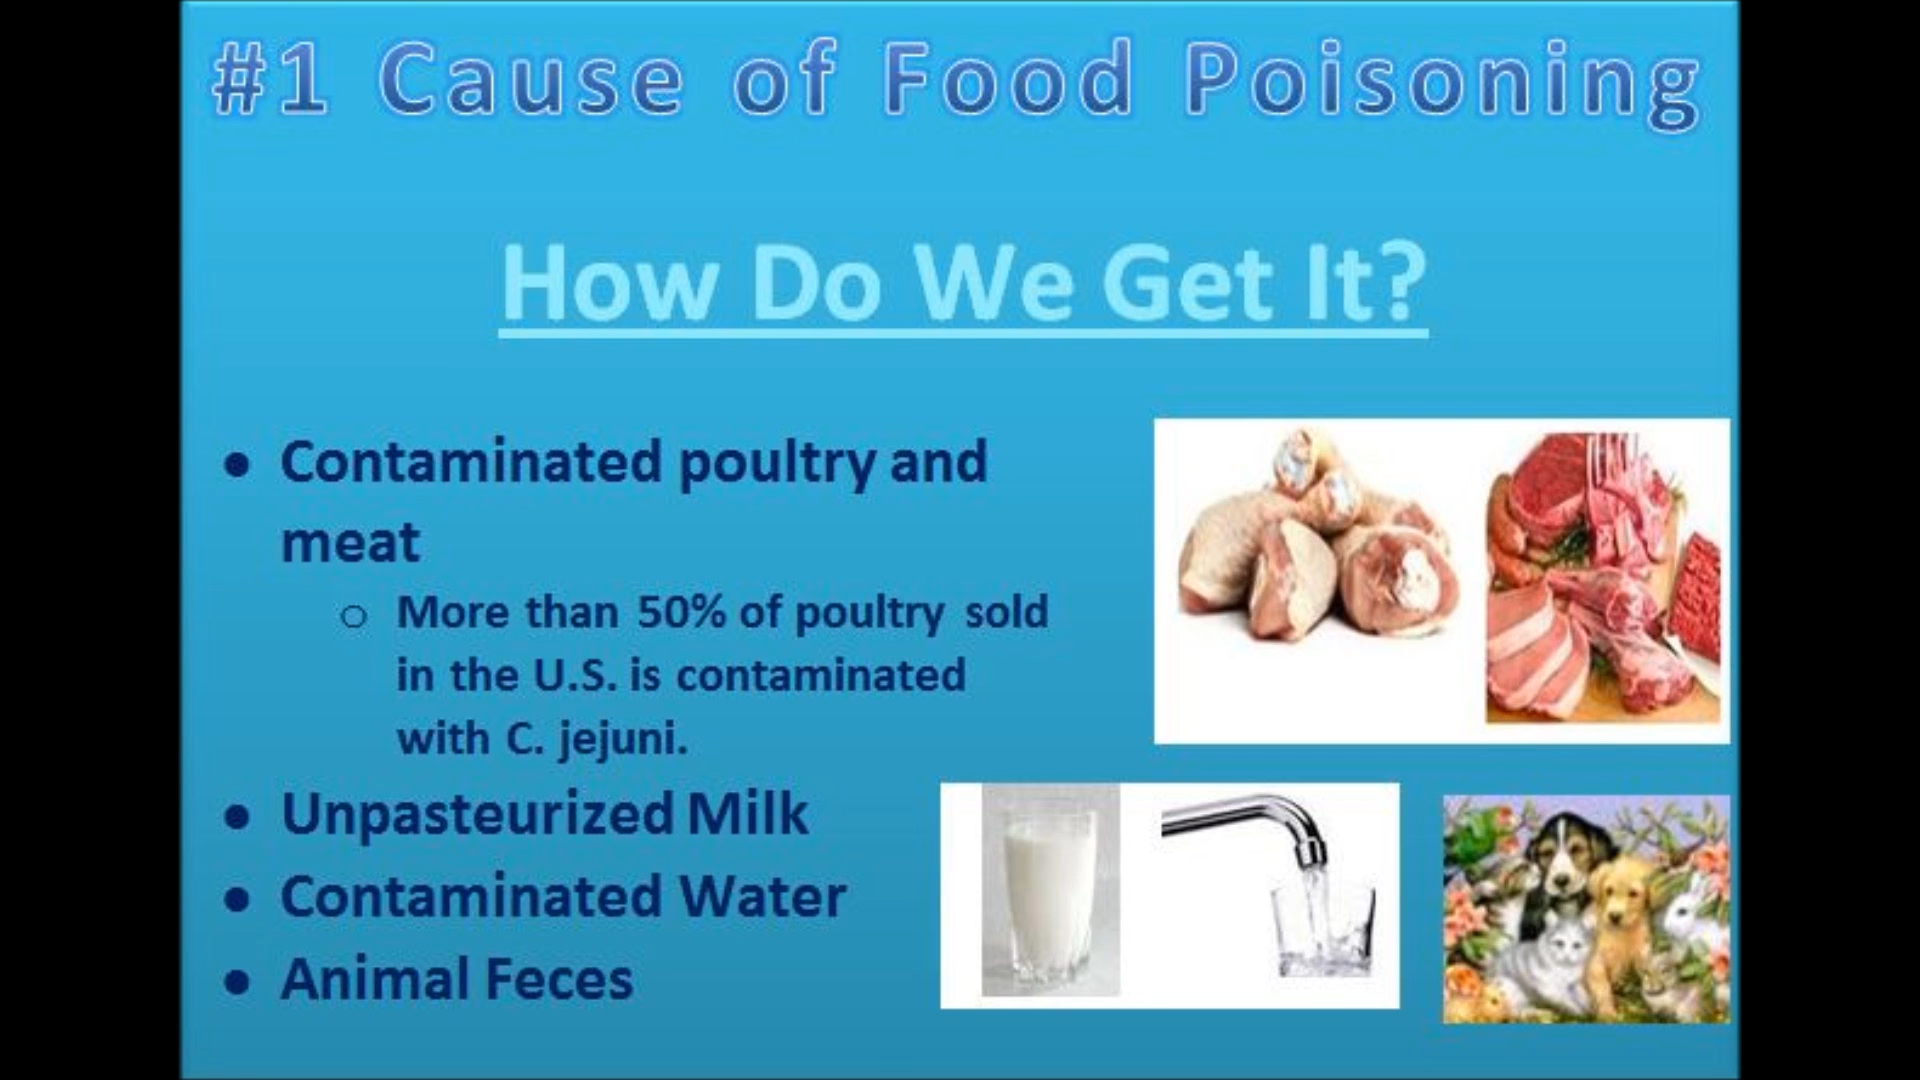 #1 Cause of Food Poisoning
How Do We Get It?
● Contaminated poultry and
meat
o More than 50% of poultry sold
in the U.S. is contaminated
with C. jejuni.
● Unpasteurized Milk
● Contaminated Water
● Animal Feces